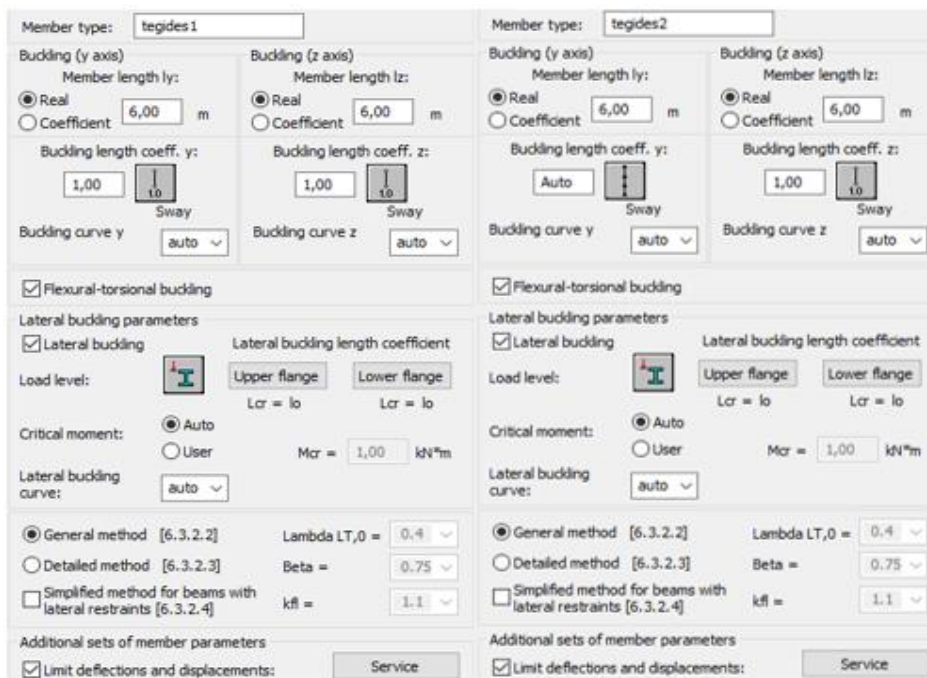 Member type: tegides1
Buckling (y axis) Buckling (z axis)
Member length ly: Member length lz:
Real 6,00 m Real 6,00 m
Coefficient Coefficient
Buckling length coeff. y: Buckling length coeff. z:
1,00 1.0 1,00 1.0
Sway Sway
Buckling curve y auto Buckling curve z auto
Flexural-torsional buckling
Lateral buckling parameters
Lateral buckling Lateral buckling length coefficient
Load level: Upper flange Lower flange
Lcr = lo Lcr = lo
Critical moment: Auto
User Mcr = 1,00 kN*m
Lateral buckling
curve: auto
General method [6.3.2.2] Lambda LT,0 = 0.4
Detailed method [6.3.2.3] Beta = 0.75
Simplified method for beams with
lateral restraints [6.3.2.4] kfl = 1.1
Additional sets of member parameters
Limit deflections and displacements: Service
Member type: tegides2
Buckling (y axis) Buckling (z axis)
Member length ly: Member length lz:
Real 6,00 m Real 6,00 m
Coefficient Coefficient
Buckling length coeff. y: Buckling length coeff. z:
Auto 1,00 1.0
Sway Sway
Buckling curve y auto Buckling curve z auto
Flexural-torsional buckling
Lateral buckling parameters
Lateral buckling Lateral buckling length coefficient
Load level: Upper flange Lower flange
Lcr = lo Lcr = lo
Critical moment: Auto
User Mcr = 1,00 kN*m
Lateral buckling
curve: auto
General method [6.3.2.2] Lambda LT,0 = 0.4
Detailed method [6.3.2.3] Beta = 0.75
Simplified method for beams with
lateral restraints [6.3.2.4] kfl = 1.1
Additional sets of member parameters
Limit deflections and displacements: Service